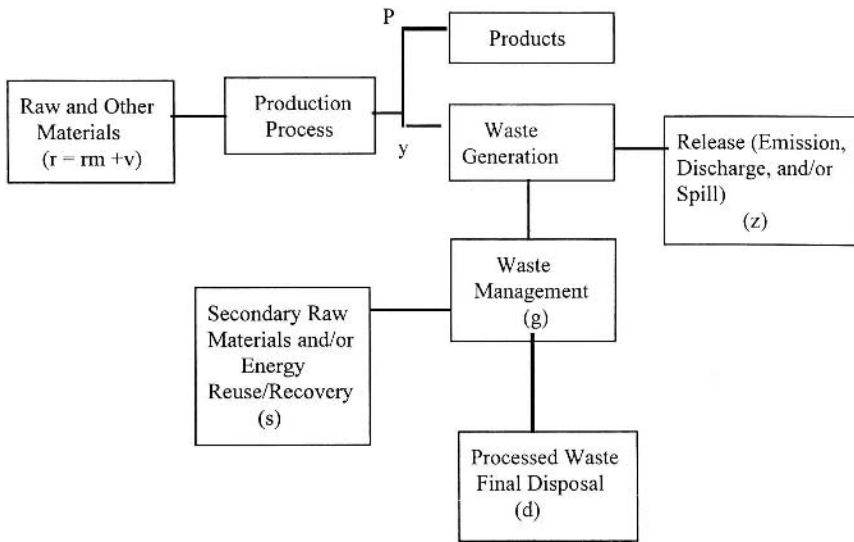 P
Products
Raw and Other
Materials
(r = rm +v)
Production
Process
y
Waste
Generation
Release (Emission,
Discharge, and/or
Spill)
(z)
Waste
Management
(g)
Secondary Raw
Materials and/or
Energy
Reuse/Recovery
(s)
Processed Waste
Final Disposal
(d)